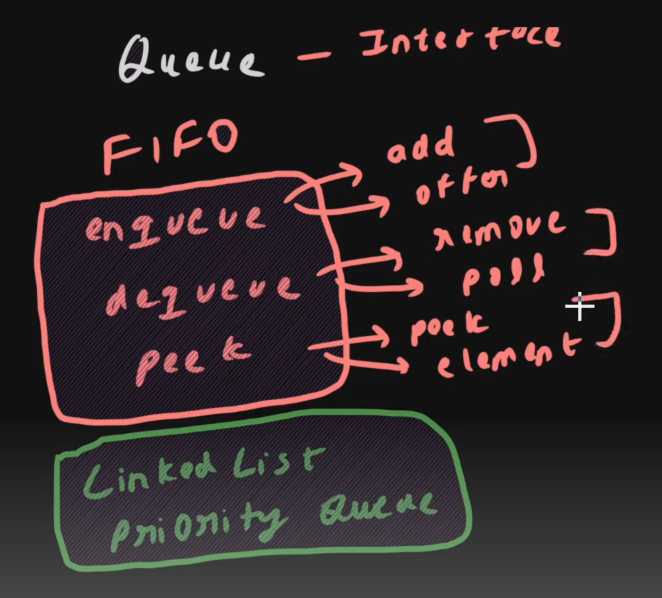 Queue – Interface
FIFO
enqueue
add
offer
dequeue
remove
poll
peek
peek
element
Linked List
Priority Queue